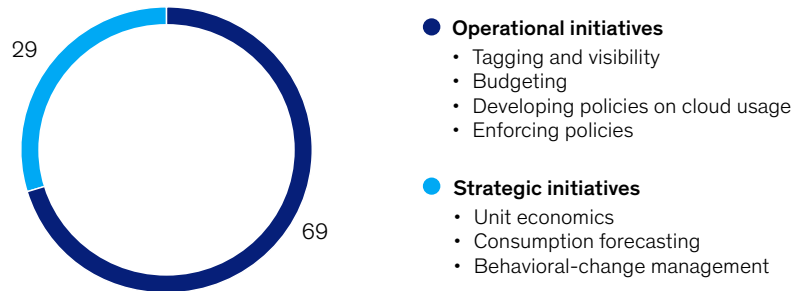 29
69
Operational initiatives
• Tagging and visibility
• Budgeting
• Developing policies on cloud usage
• Enforcing policies
Strategic initiatives
• Unit economics
• Consumption forecasting
• Behavioral-change management